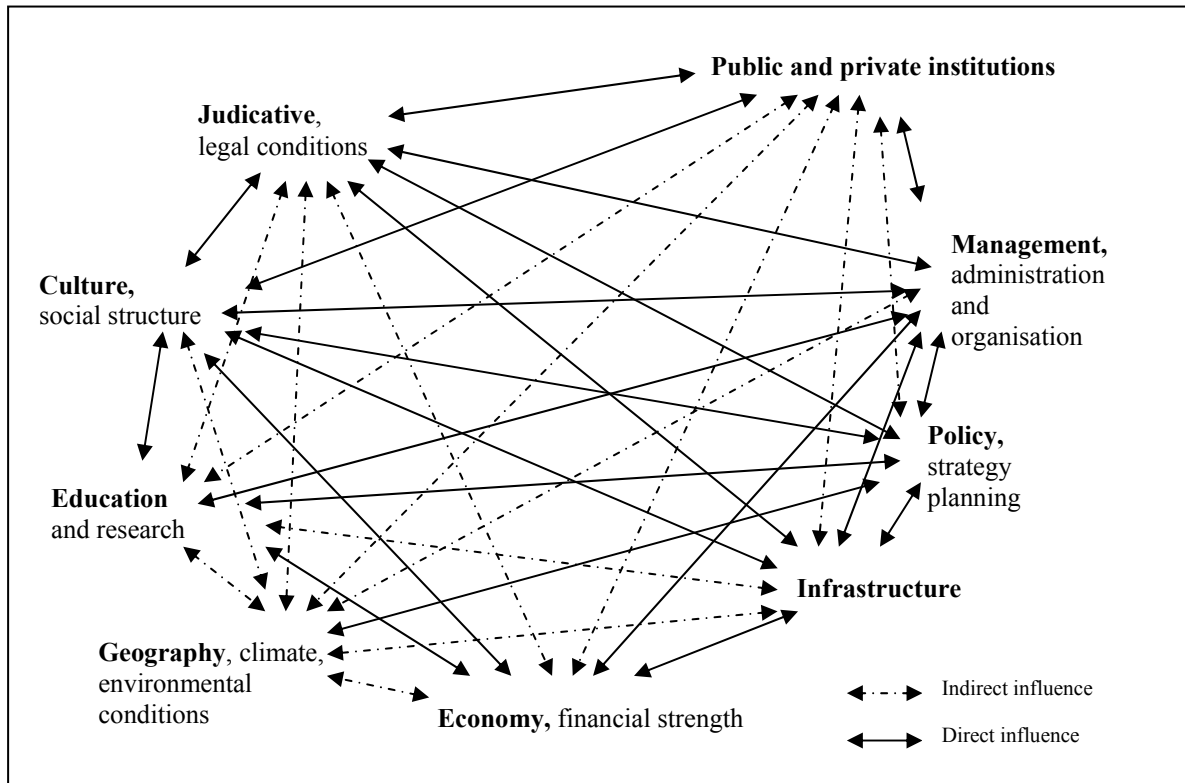 Public and private institutions
Judicative,
legal conditions
Management,
administration
and
organisation
Culture,
social structure
Policy,
strategy
planning
Education
and research
Infrastructure
Geography, climate,
environmental
conditions
Economy, financial strength
Indirect influence
Direct influence